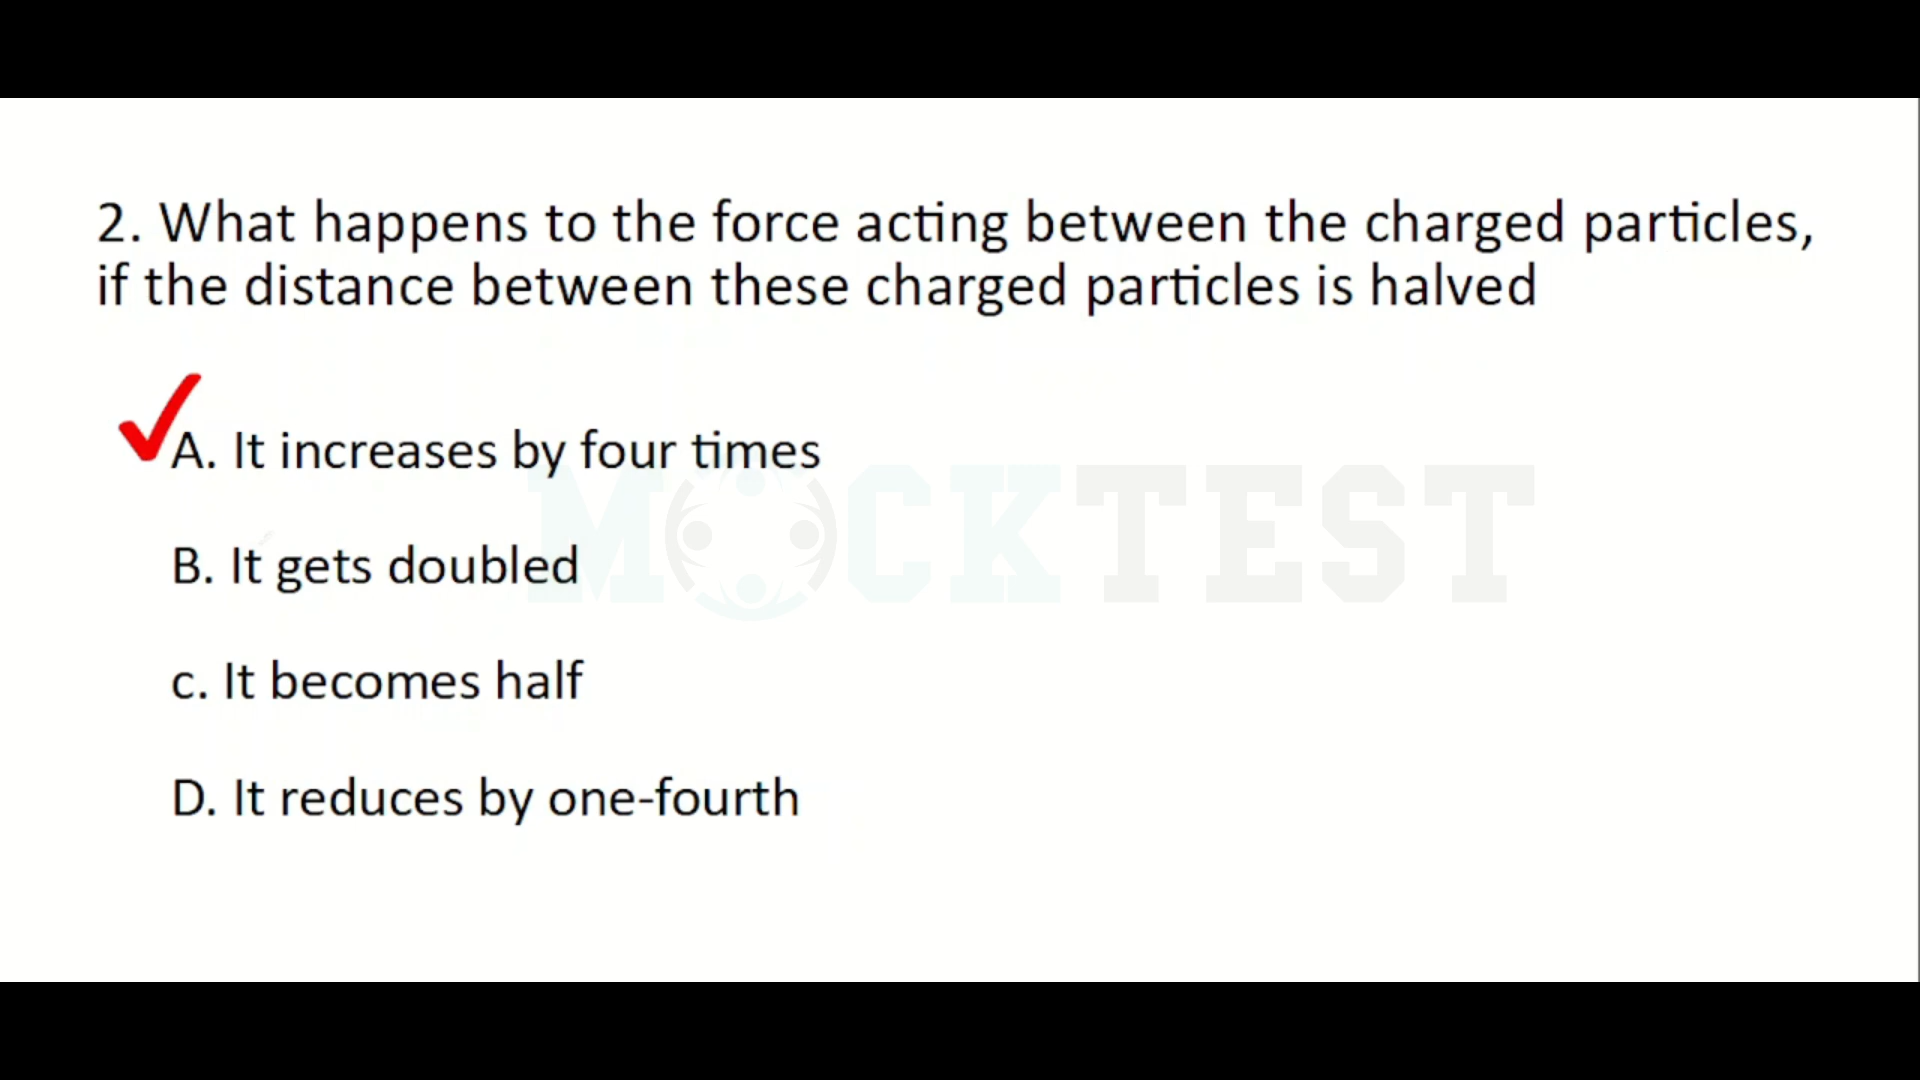 2. What happens to the force acting between the charged particles,
if the distance between these charged particles is halved
A. It increases by four times
MOCKTEST
B. It gets doubled
c. It becomes half
D. It reduces by one-fourth